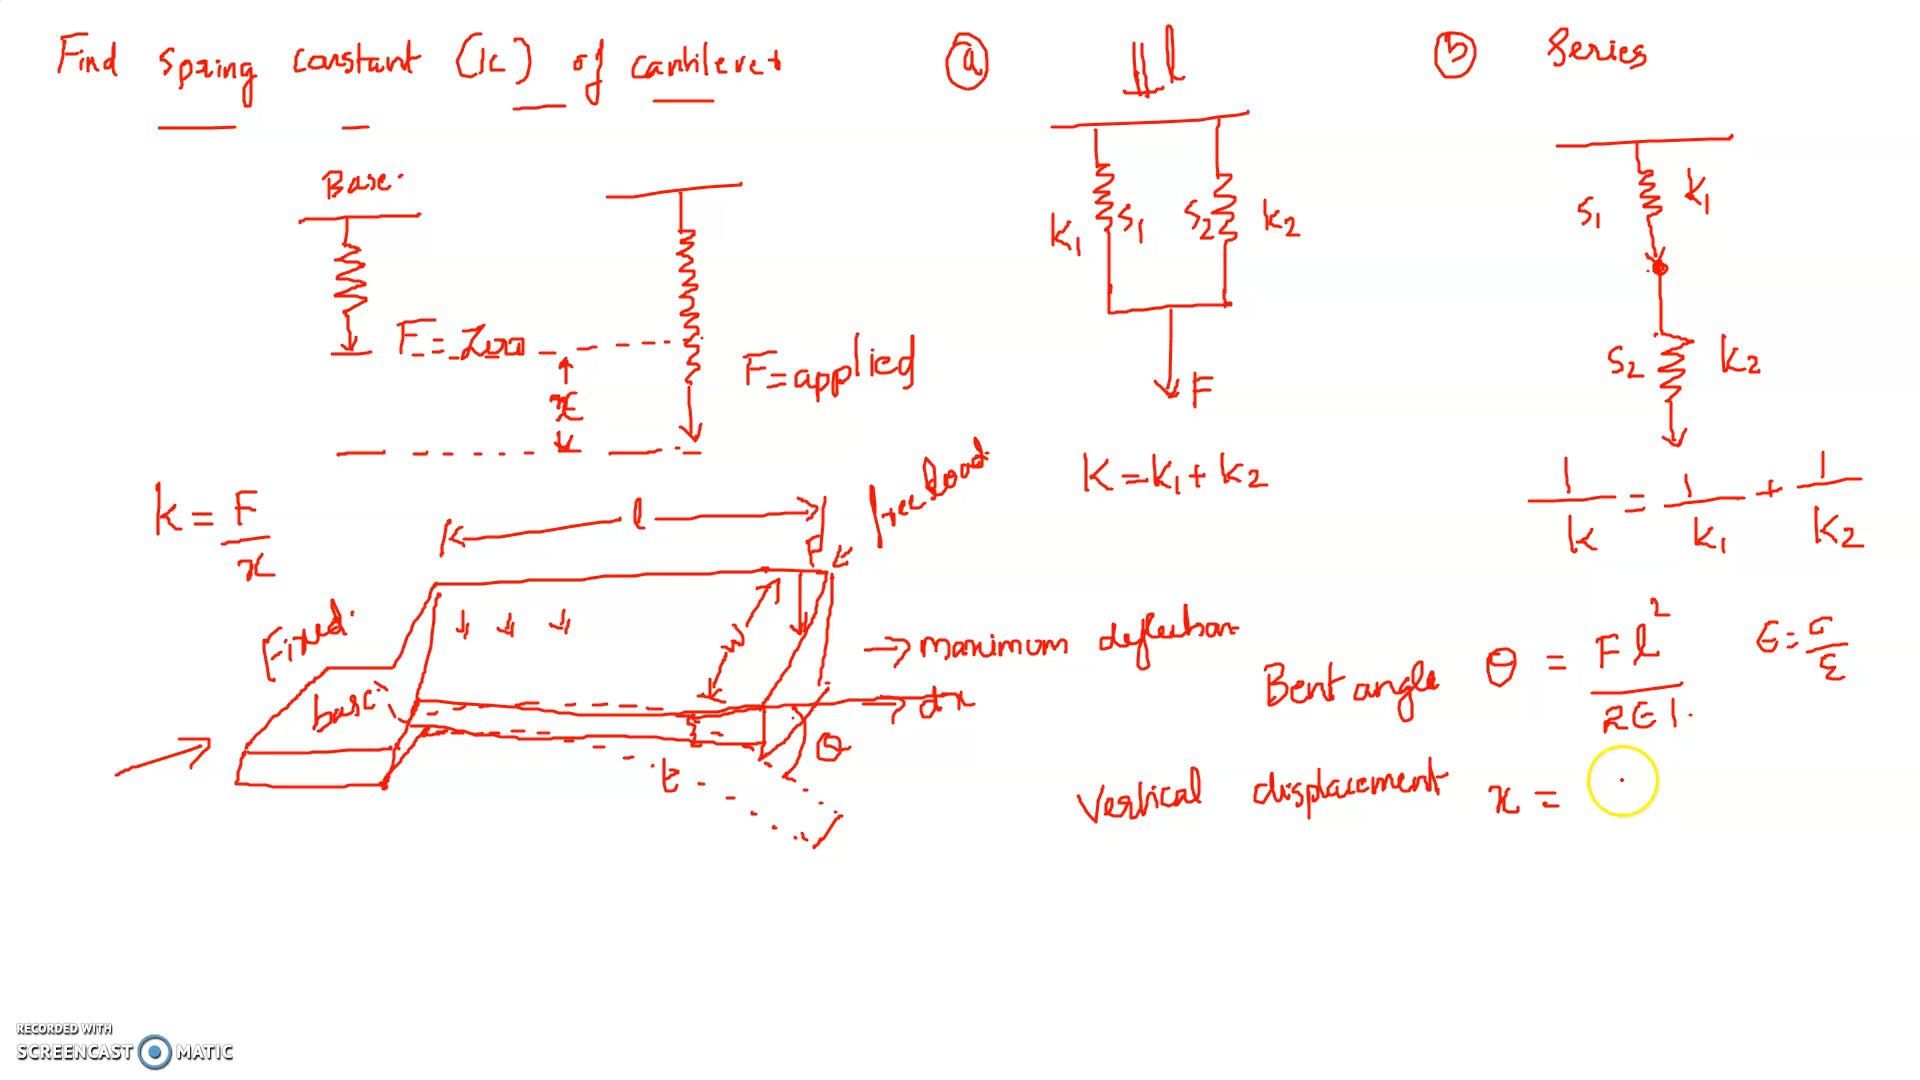 Find spring constant (k) of cantilever
ⓐ ||l
ⓑ Series
Base
F = Zero
x
F = applied
k = F/x
l
free load
F
Fixed
base
w
t
θ
→ maximum deflection
→ dx
k1 S1 S2 k2
F
K = k1 + k2
S1 k1
S2 k2
1/k = 1/k1 + 1/k2
Bent angle θ = Fl²/2EI
E = σ/ε
Vertical displacement x =
RECORDED WITH
SCREENCAST MATIC